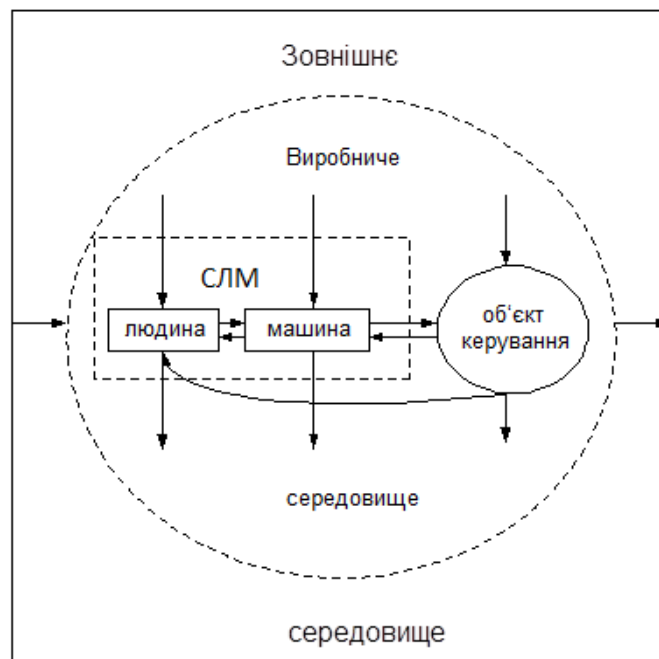 Зовнішнє
Виробниче
СЛМ
людина
машина
об'єкт
керування
середовище
середовище